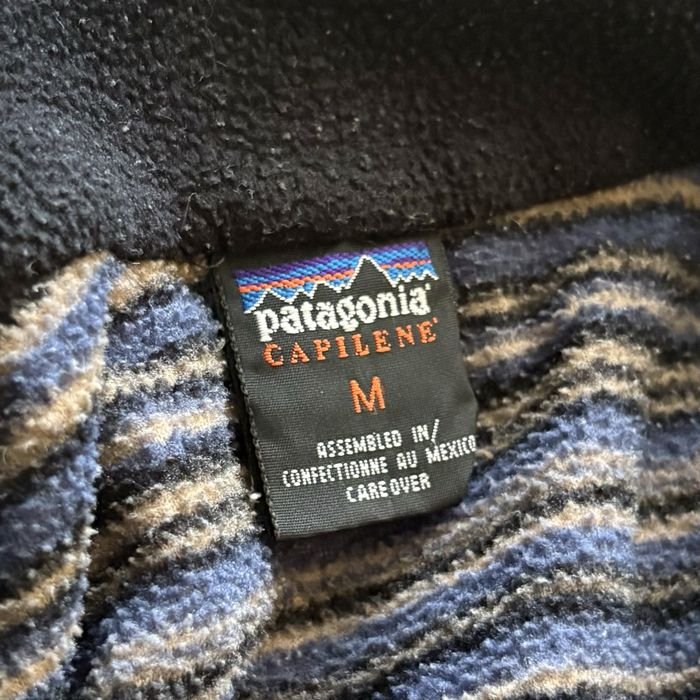 patagonia®
CAPILENE®
M
ASSEMBLED IN/
CONFECTIONNE AU MEXICO
CARE OVER